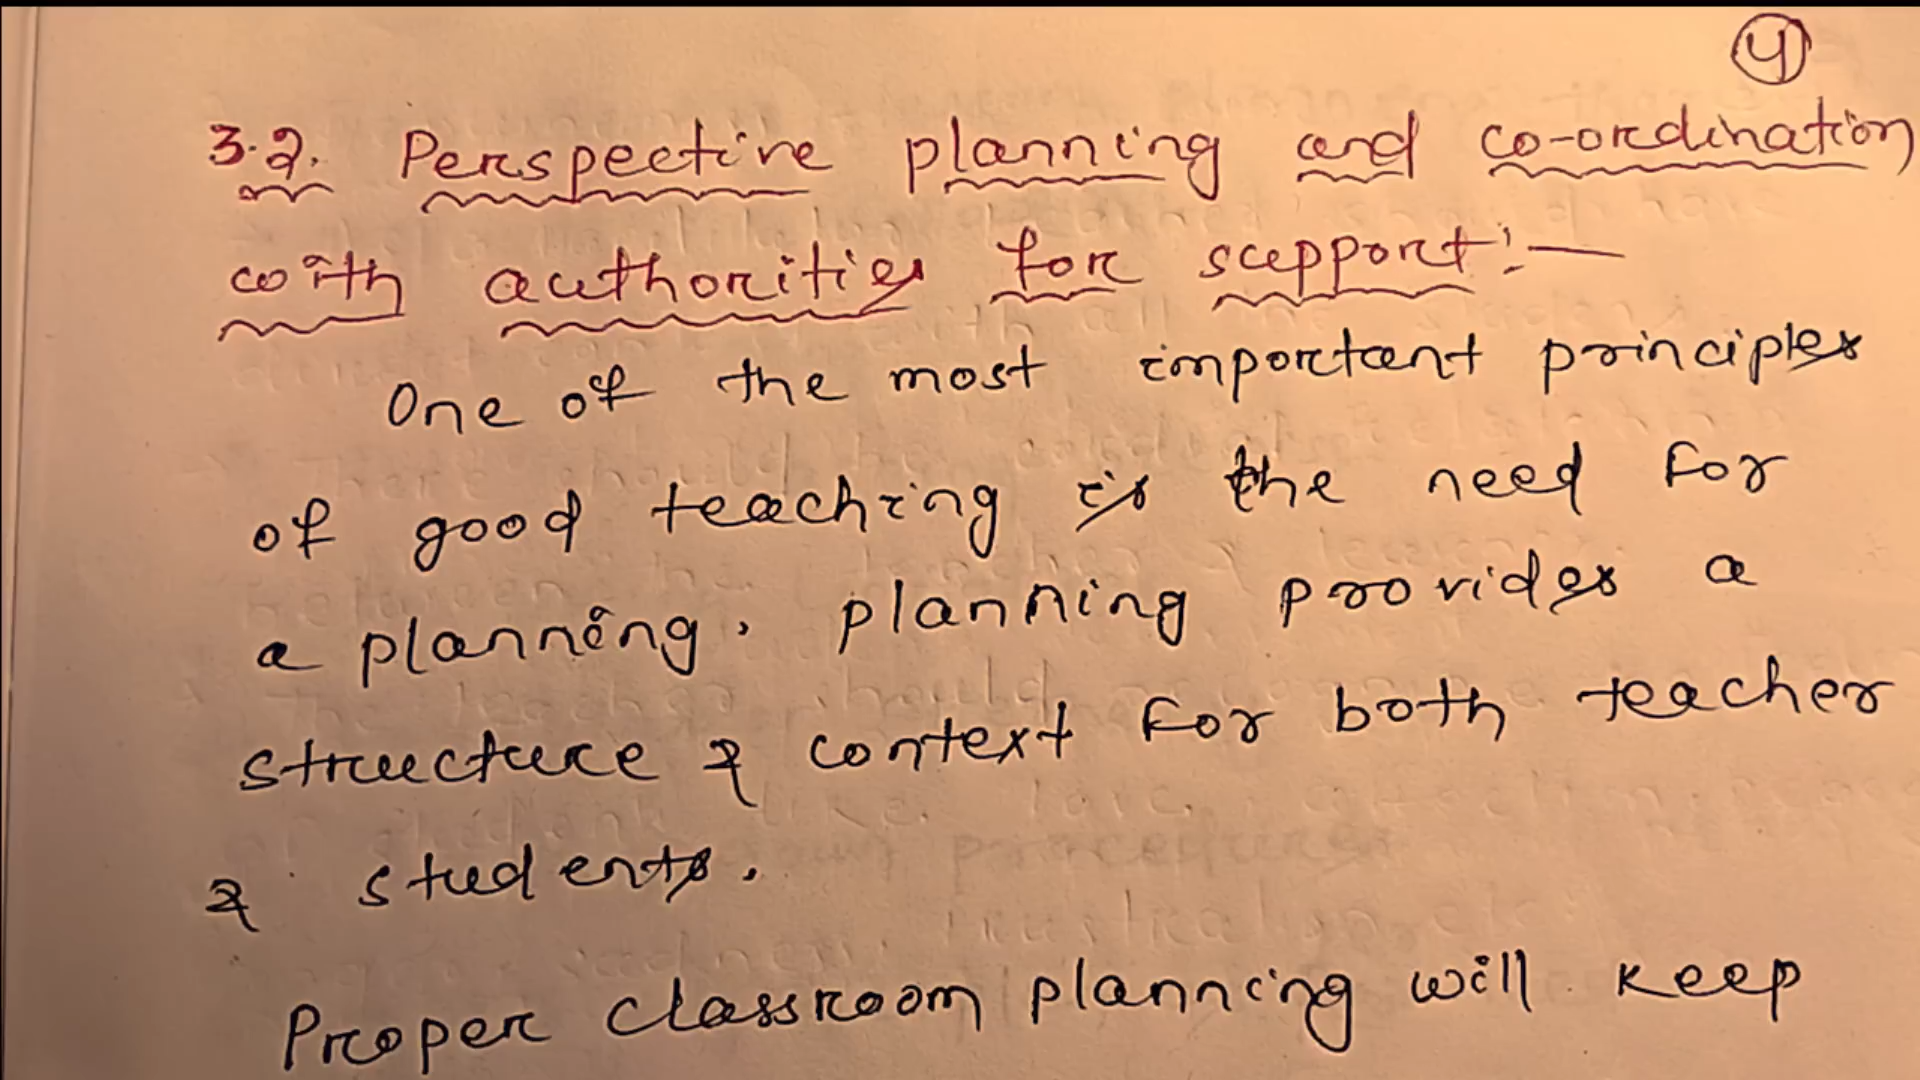 4
3.2. Perspective planning and co-ordination
with authorities for support:—
One of the most important principles
of good teaching is the need for
a planning. planning provides a
structure & context for both teacher
& students.
Proper classroom planning will keep